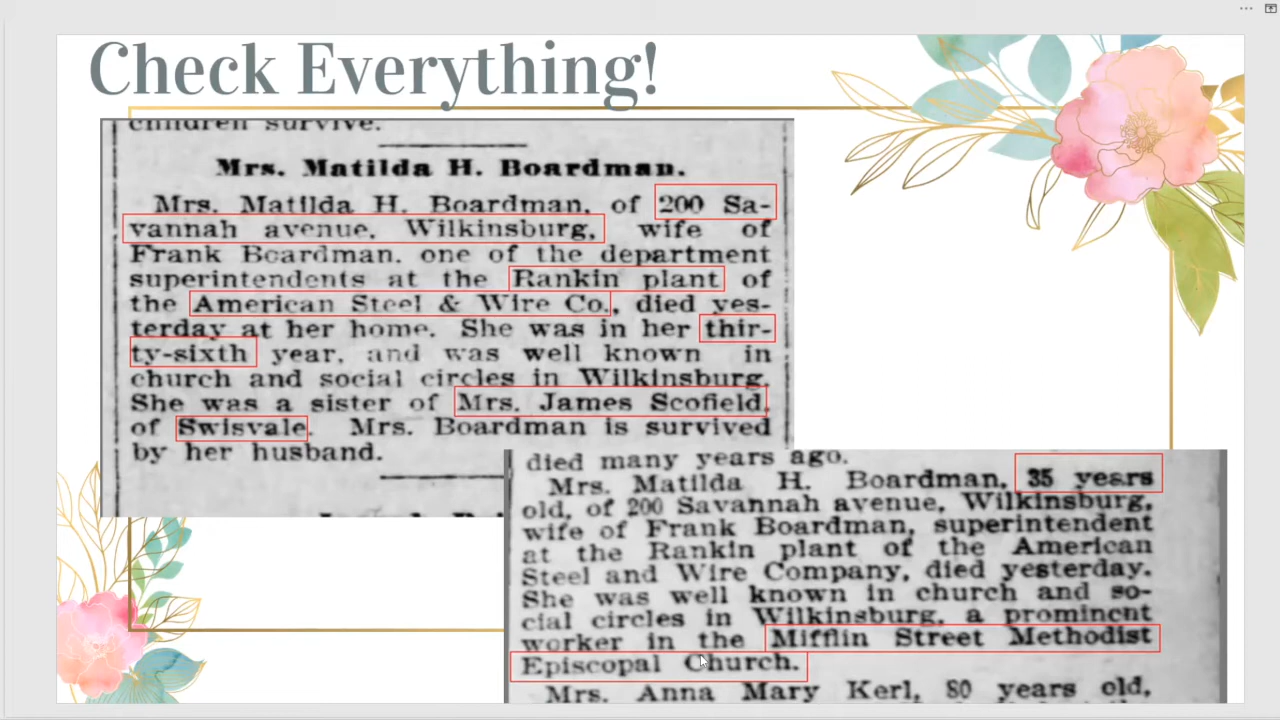 Check Everything!
children survive.
Mrs. Matilda H. Boardman.
Mrs. Matilda H. Boardman, of 200 Sa-
vannah avenue, Wilkinsburg, wife of
Frank Boardman, one of the department
superintendents at the Rankin plant of
the American Steel & Wire Co., died yes-
terday at her home. She was in her thir-
ty-sixth year, and was well known in
church and social circles in Wilkinsburg.
She was a sister of Mrs. James Scofield,
of Swisvale. Mrs. Boardman is survived
by her husband.
died many years ago.
Mrs. Matilda H. Boardman, 35 years
old, of 200 Savannah avenue, Wilkinsburg,
wife of Frank Boardman, superintendent
at the Rankin plant of the American
Steel and Wire Company, died yesterday.
She was well known in church and so-
cial circles in Wilkinsburg, a prominent
worker in the Mifflin Street Methodist
Episcopal Church.
Mrs. Anna Mary Kerl, 80 years old,